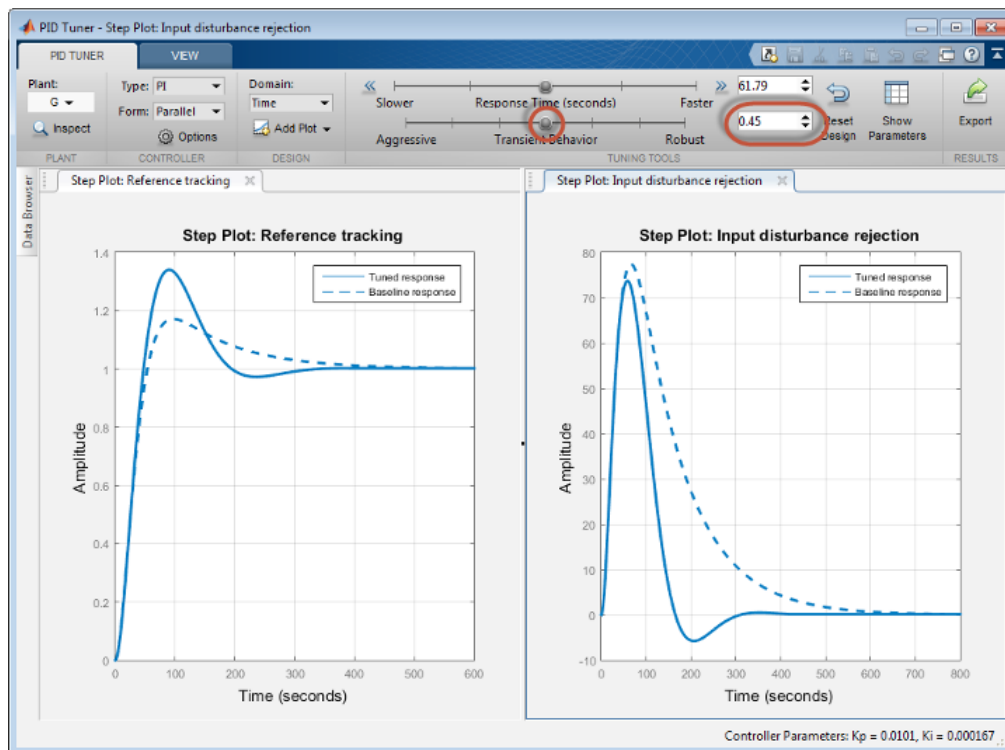 PID Tuner - Step Plot: Input disturbance rejection
PID TUNER VIEW
Plant:
G
Inspect
PLANT
Type: PI
Form: Parallel
Options
CONTROLLER
Domain:
Time
Add Plot
DESIGN
Slower Response Time (seconds) Faster
61.79
Aggressive Transient Behavior Robust
0.45
Reset
Design
Show
Parameters
TUNING TOOLS
Export
RESULTS
Data Browser
Step Plot: Reference tracking
Step Plot: Reference tracking
Tuned response
Baseline response
1.4
1.2
1
0.8
0.6
0.4
0.2
0
Amplitude
0 100 200 300 400 500 600
Time (seconds)
Step Plot: Input disturbance rejection
Step Plot: Input disturbance rejection
Tuned response
Baseline response
80
70
60
50
40
30
20
10
0
-10
Amplitude
0 100 200 300 400 500 600 700 800
Time (seconds)
Controller Parameters: Kp = 0.0101, Ki = 0.000167